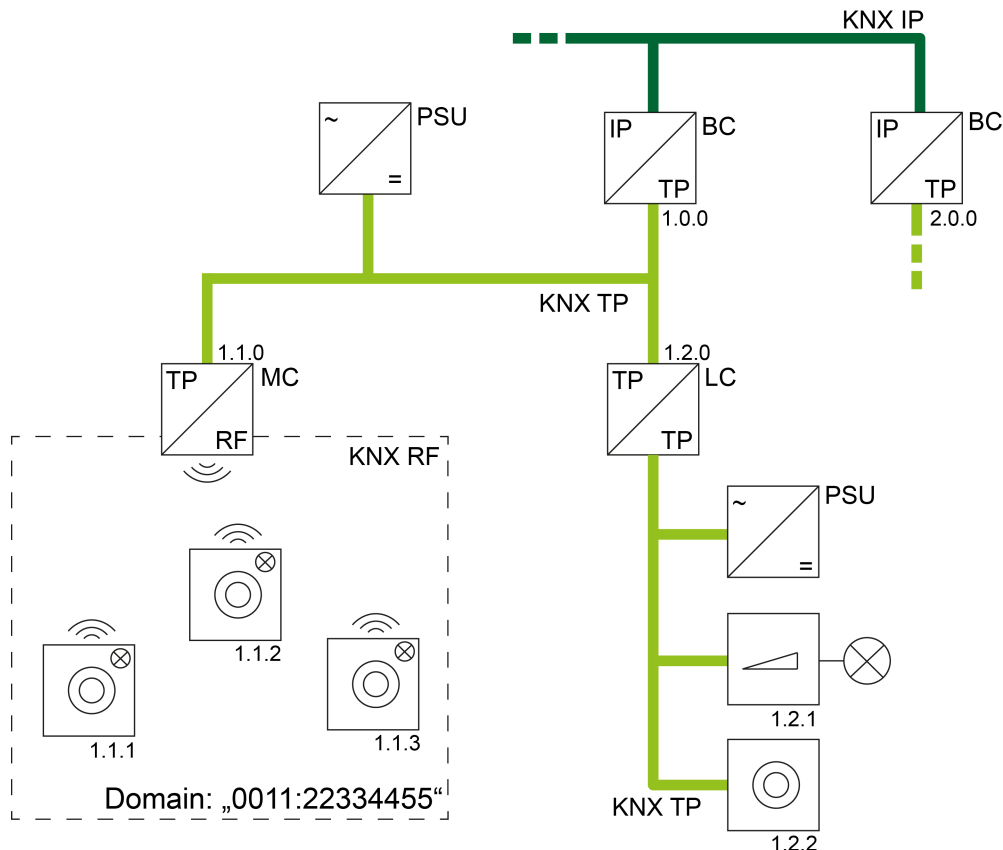 KNX IP
~
=
PSU
IP
TP
BC
1.0.0
IP
TP
BC
2.0.0
KNX TP
1.1.0
TP
RF
MC
1.2.0
TP
TP
LC
KNX RF
~
=
PSU
1.1.2
1.1.1
1.1.3
1.2.1
Domain: „0011:22334455“
KNX TP
1.2.2